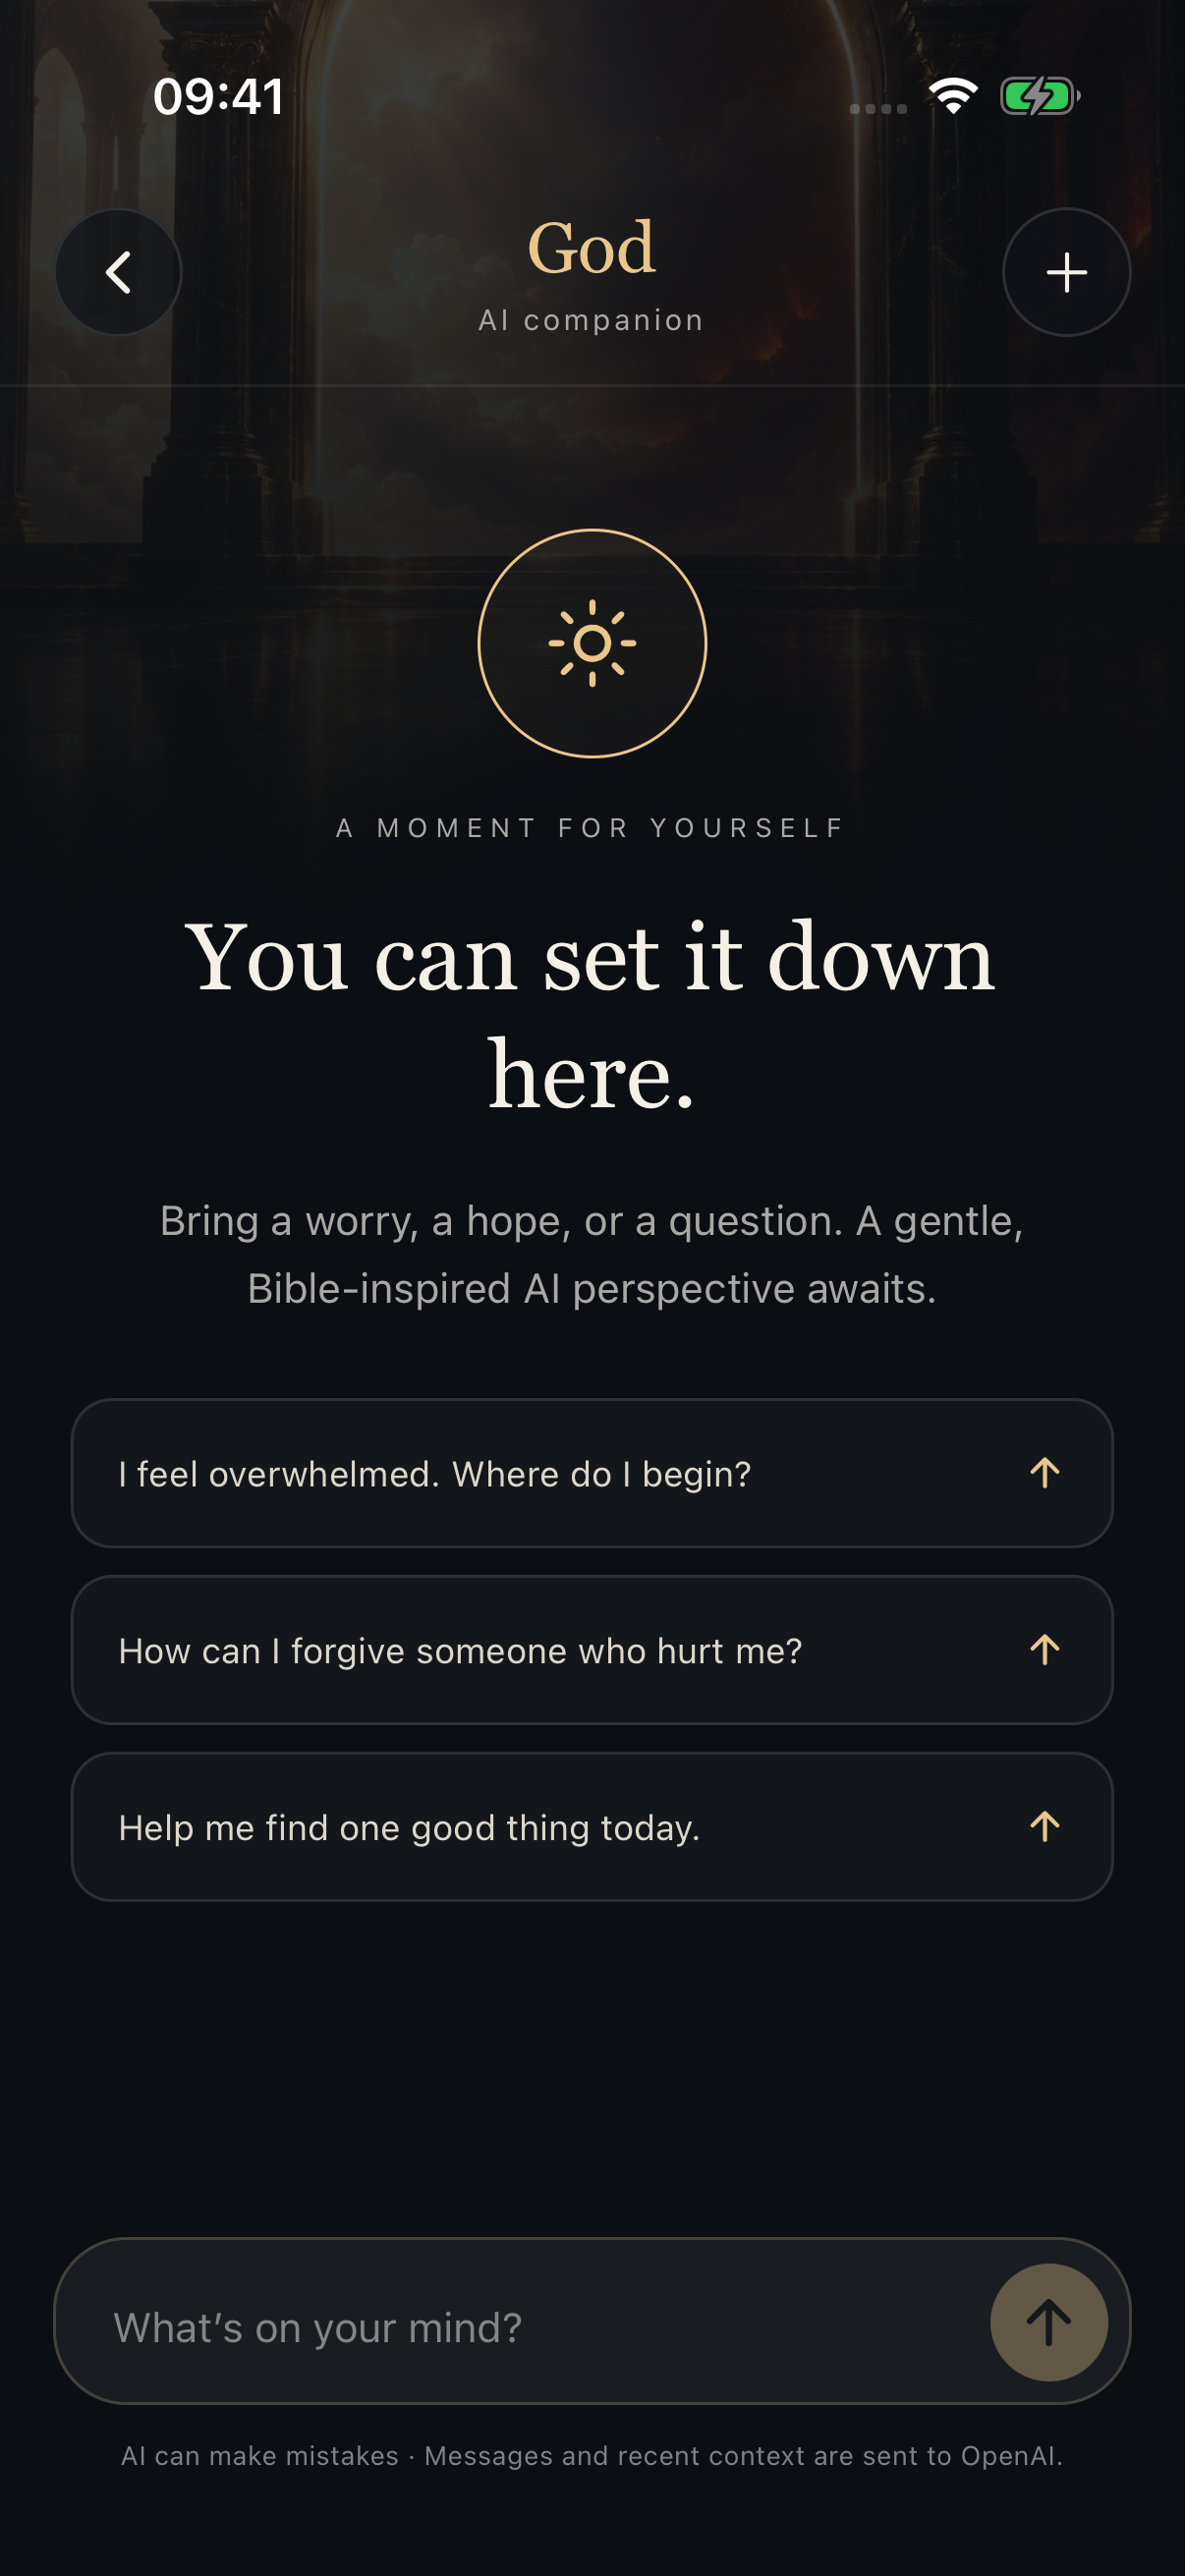 09:41
God
AI companion
A MOMENT FOR YOURSELF
You can set it down
here.
Bring a worry, a hope, or a question. A gentle,
Bible-inspired AI perspective awaits.
I feel overwhelmed. Where do I begin?
How can I forgive someone who hurt me?
Help me find one good thing today.
What’s on your mind?
AI can make mistakes · Messages and recent context are sent to OpenAI.